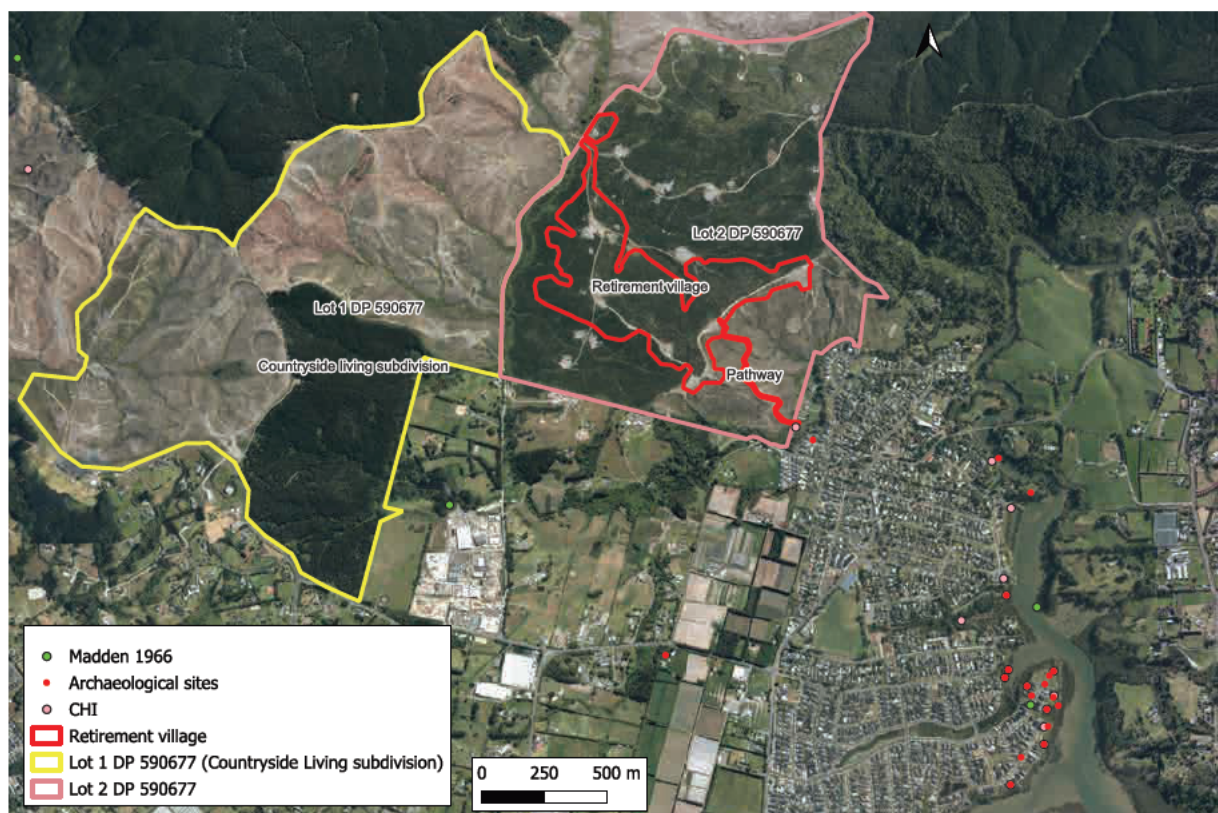 Lot 2 DP 590677
Retirement village
Lot 1 DP 590677
Countryside living subdivision
Pathway
Madden 1966
Archaeological sites
CHI
Retirement village
Lot 1 DP 590677 (Countryside Living subdivision)
Lot 2 DP 590677
0 250 500 m